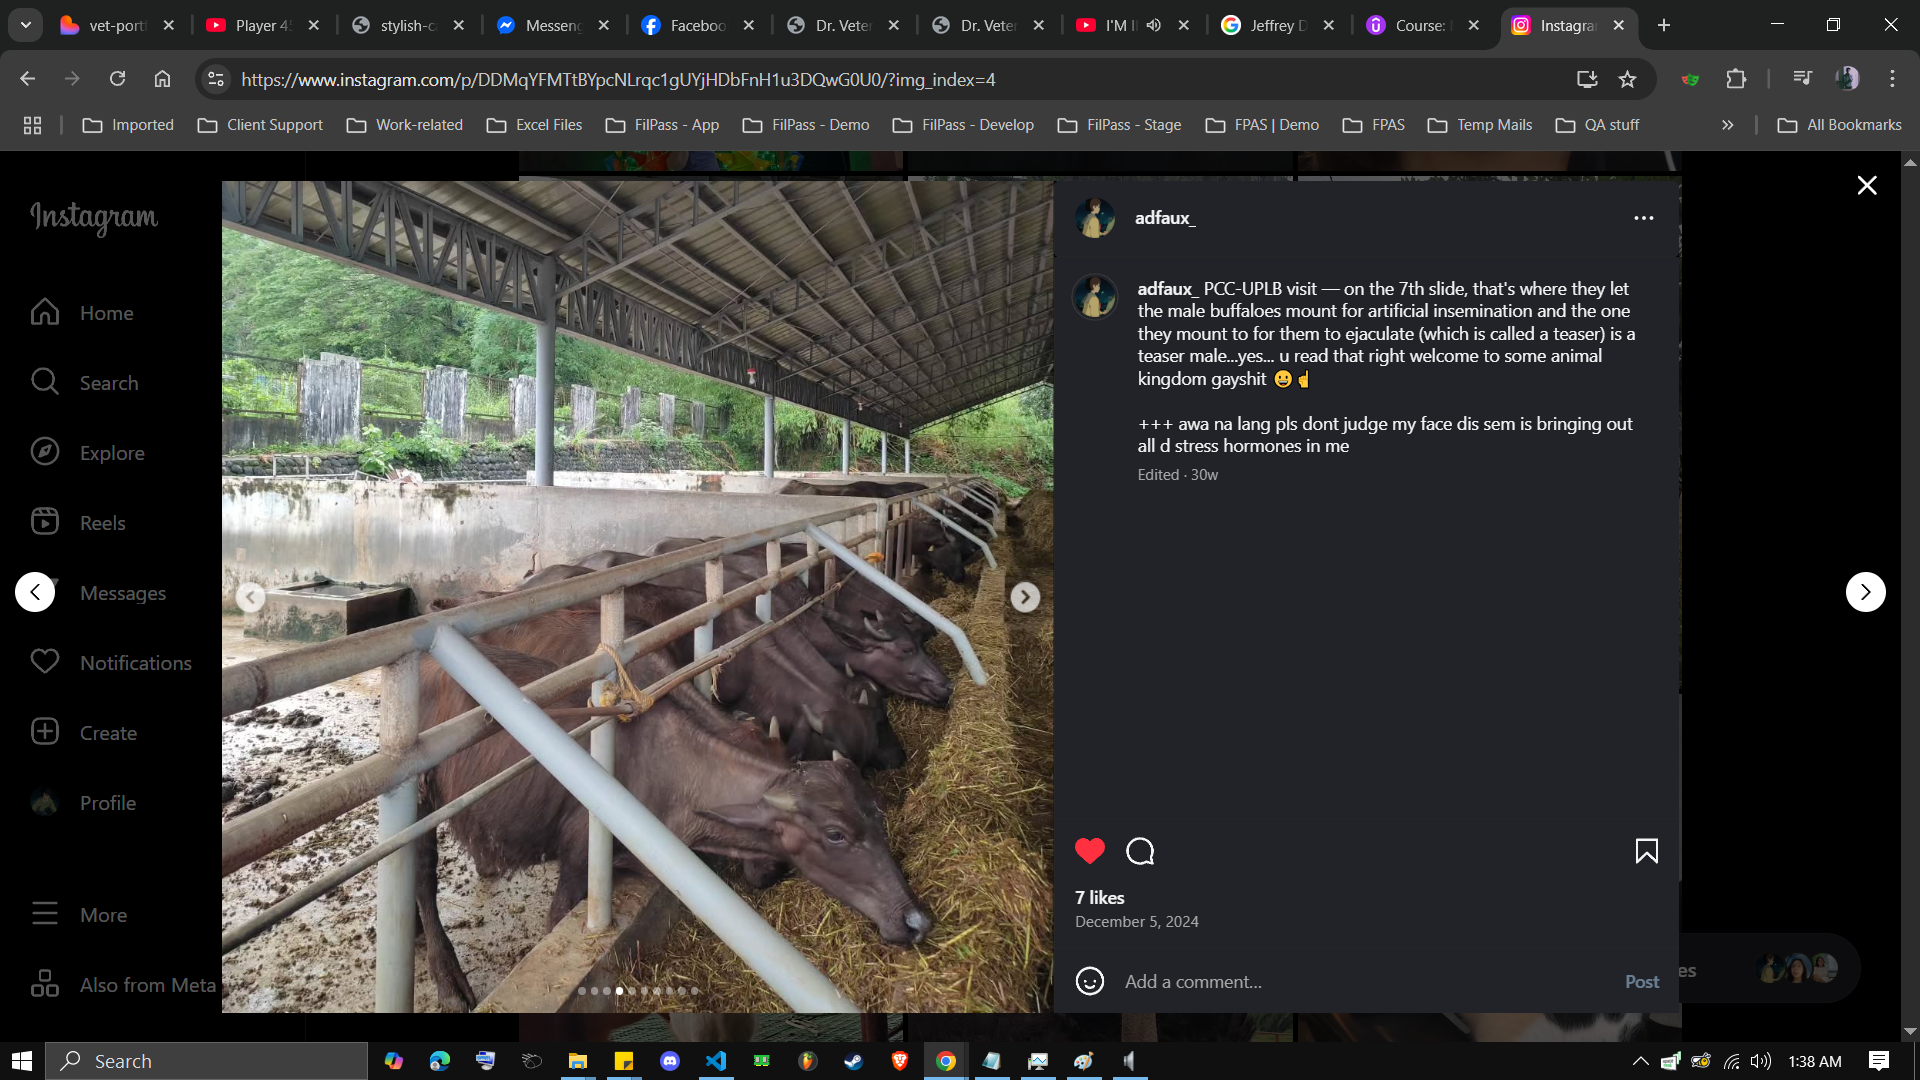 vet-port
Player 45
stylish-ca
Messeng
Faceboo
Dr. Veter
Dr. Veter
I'M II
Jeffrey D
Course:
Instagra
https://www.instagram.com/p/DDMqYFMTtBYpcNLrqc1gUYjHDbFnH1u3DQwG0U0/?img_index=4
Imported
Client Support
Work-related
Excel Files
FilPass - App
FilPass - Demo
FilPass - Develop
FilPass - Stage
FPAS | Demo
FPAS
Temp Mails
QA stuff
All Bookmarks
Instagram
Home
Search
Explore
Reels
Messages
Notifications
Create
Profile
More
Also from Meta
adfaux_
adfaux_ PCC-UPLB visit — on the 7th slide, that's where they let
the male buffaloes mount for artificial insemination and the one
they mount to for them to ejaculate (which is called a teaser) is a
teaser male...yes... u read that right welcome to some animal
kingdom gayshit 😀☝
+++ awa na lang pls dont judge my face dis sem is bringing out
all d stress hormones in me
Edited · 30w
7 likes
December 5, 2024
Add a comment...
Post
es
Search
1:38 AM